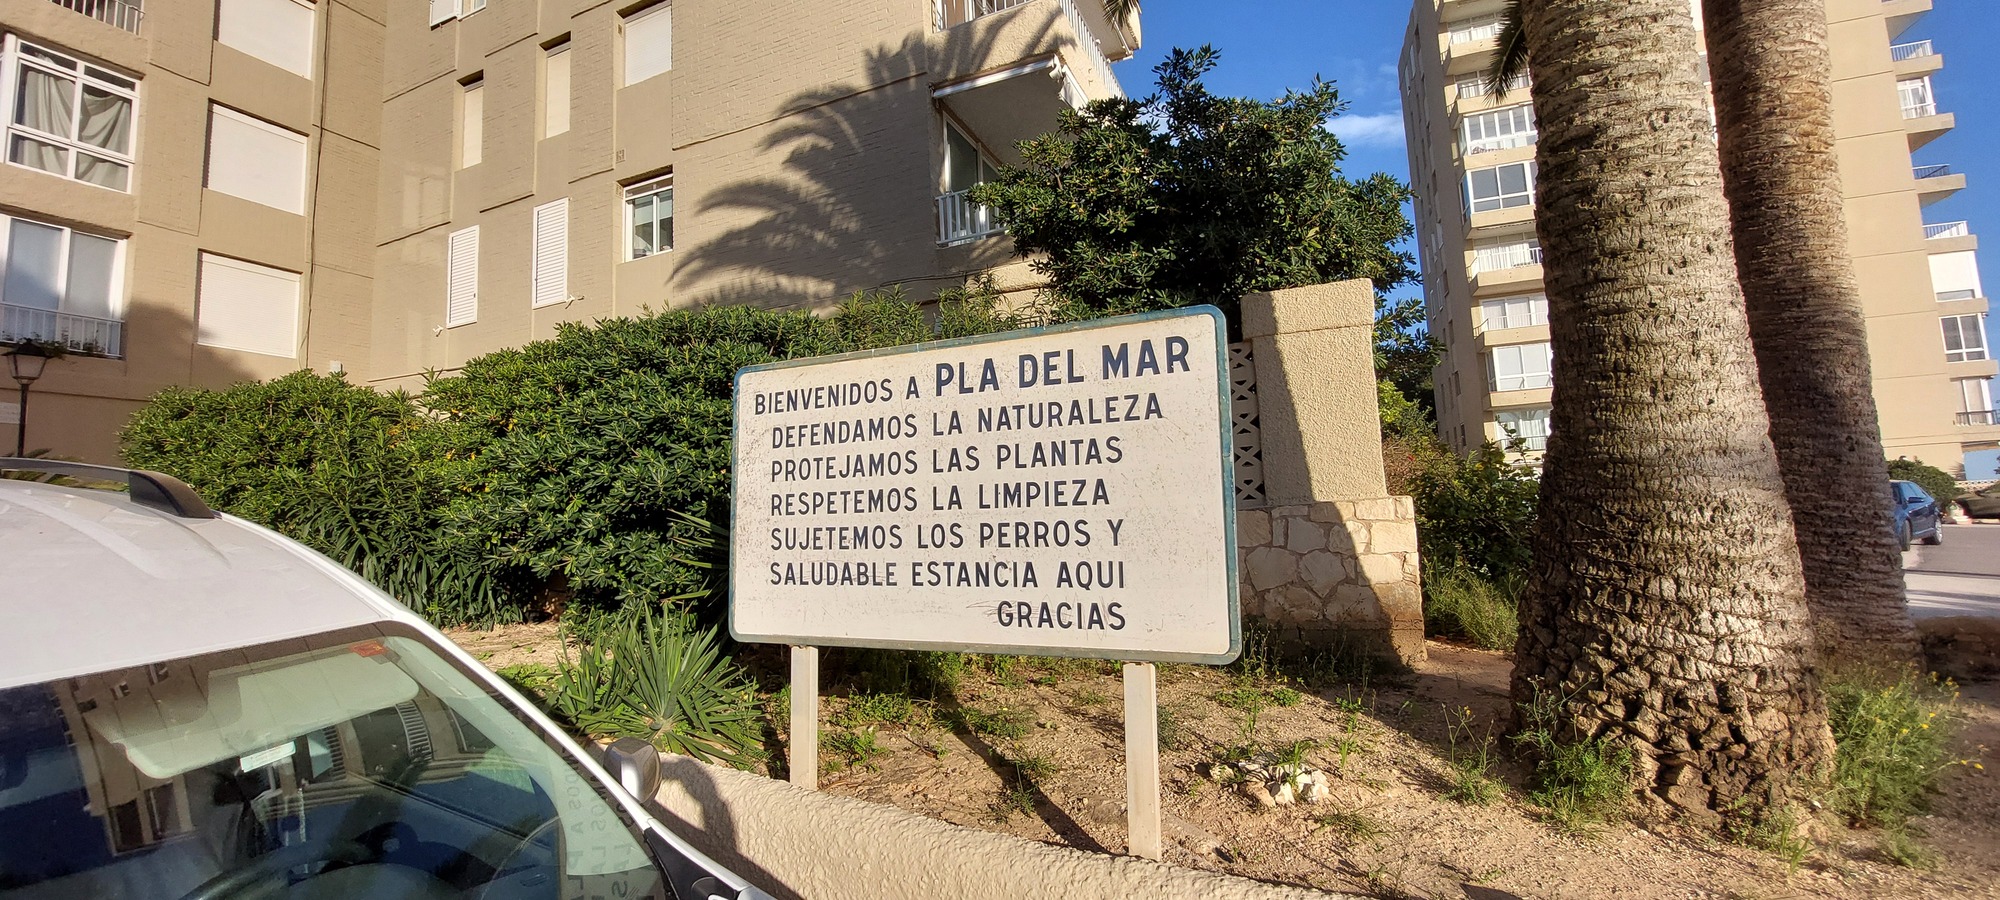 BIENVENIDOS A PLA DEL MAR
DEFENDAMOS LA NATURALEZA
PROTEJAMOS LAS PLANTAS
RESPETEMOS LA LIMPIEZA
SUJETEMOS LOS PERROS Y
SALUDABLE ESTANCIA AQUI
GRACIAS